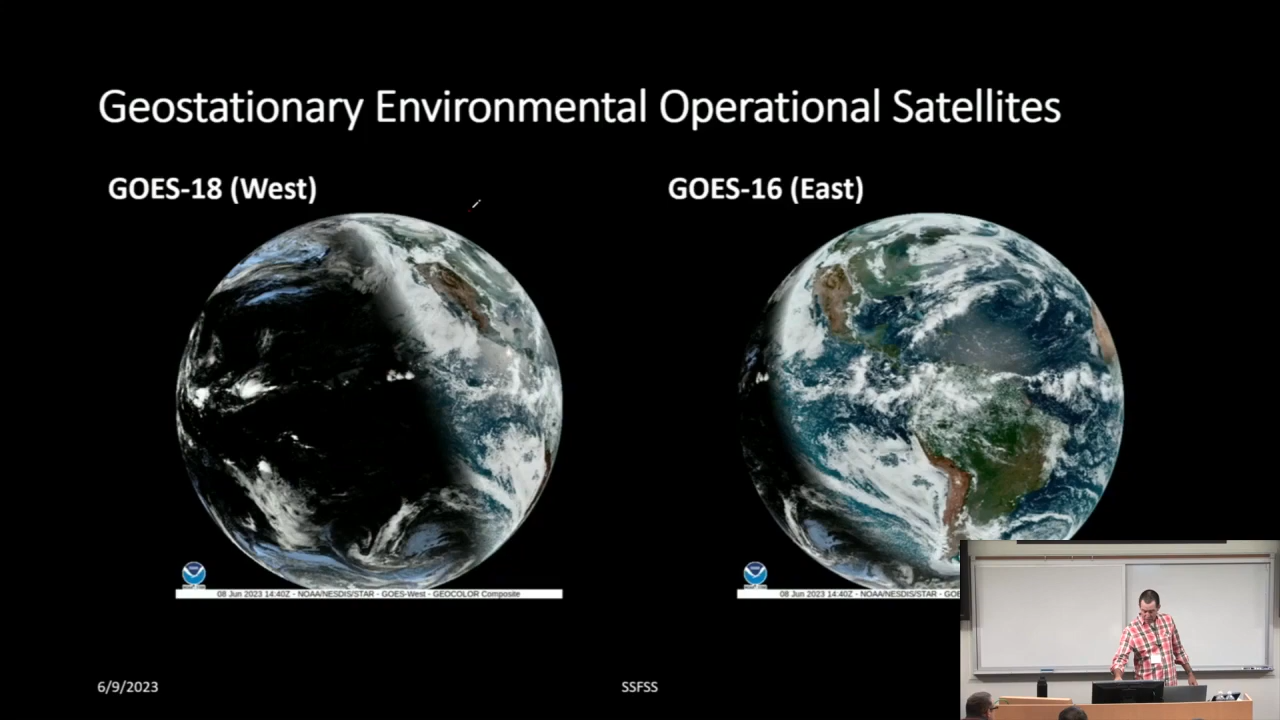 Geostationary Environmental Operational Satellites
GOES-18 (West)
GOES-16 (East)
08 Jun 2023 14:40Z - NOAA/NESDIS/STAR - GOES-West - GEOCOLOR Composite
08 Jun 2023 14:40Z - NOAA/NESDIS/STAR - GOE
6/9/2023
SSFSS